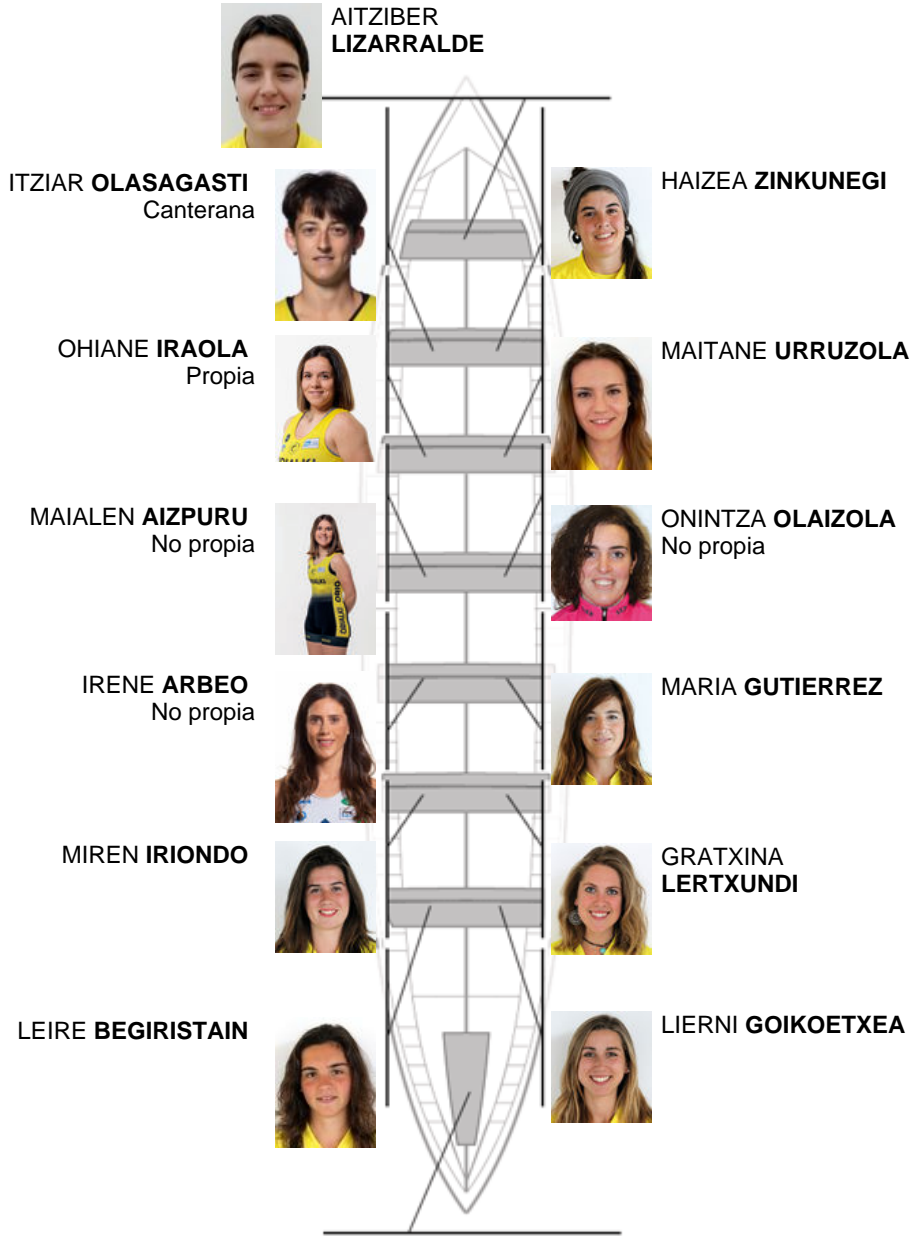 AITZIBER
LIZARRALDE
ITZIAR OLASAGASTI
Canterana
HAIZEA ZINKUNEGI
OHIANE IRAOLA
Propia
MAITANE URRUZOLA
MAIALEN AIZPURU
No propia
ONINTZA OLAIZOLA
No propia
IRENE ARBEO
No propia
MARIA GUTIERREZ
MIREN IRIONDO
GRATXINA
LERTXUNDI
LEIRE BEGIRISTAIN
LIERNI GOIKOETXEA